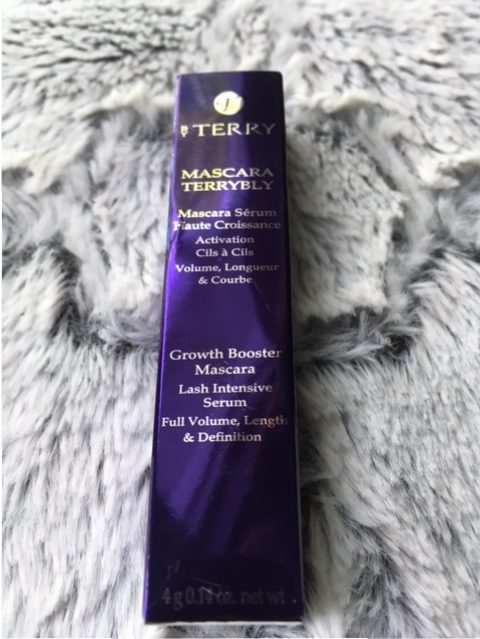 BY TERRY
MASCARA
TERRYBLY
Mascara Sérum
Haute Croissance
Activation
Cils à Cils
Volume, Longueur
& Courbe
Growth Booster
Mascara
Lash Intensive
Serum
Full Volume, Length
& Definition
4 g 0.14 oz. net wt .